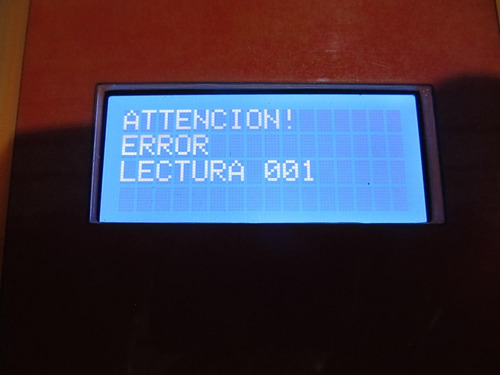 ATTENCION!
ERROR
LECTURA 001